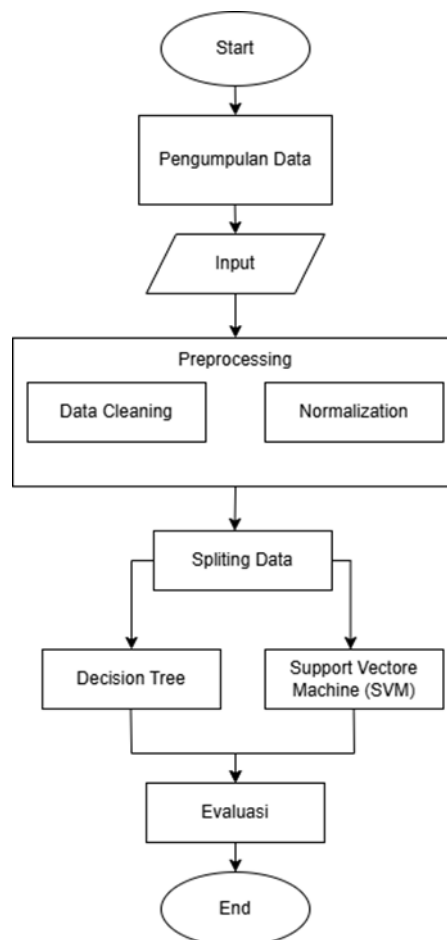 Start
Pengumpulan Data
Input
Preprocessing
Data Cleaning
Normalization
Spliting Data
Decision Tree
Support Vectore
Machine (SVM)
Evaluasi
End